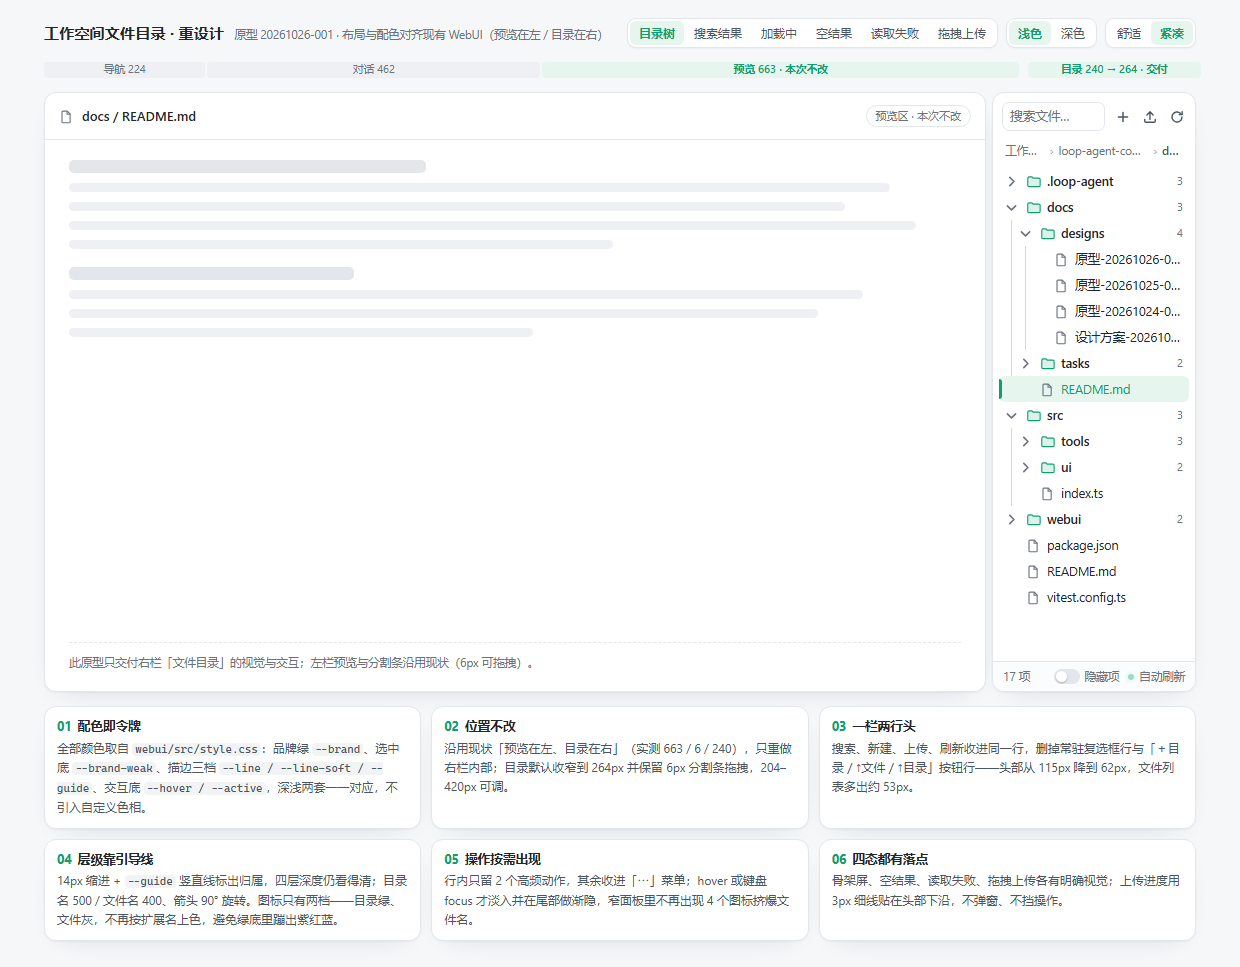 工作空间文件目录 · 重设计 原型 20261026-001 · 布局与配色对齐现有 WebUI（预览在左 / 目录在右） 目录树 搜索结果 加载中 空结果 读取失败 拖拽上传 浅色 深色 舒适 紧凑
导航 224 对话 462 预览 663 · 本次不改 目录 240 → 264 · 交付
docs / README.md 预览区 · 本次不改
此原型只交付右栏「文件目录」的视觉与交互；左栏预览与分割条沿用现状（6px 可拖拽）。
搜索文件...
工作... › loop-agent-co... › d...
.loop-agent 3
docs 3
designs 4
原型-20261026-0...
原型-20261025-0...
原型-20261024-0...
设计方案-202610...
tasks 2
README.md
src 3
tools 3
ui 2
index.ts
webui 2
package.json
README.md
vitest.config.ts
17 项 隐藏项 自动刷新
01 配色即令牌
全部颜色取自 webui/src/style.css：品牌绿 --brand、选中
底 --brand-weak、描边三档 --line / --line-soft / --
guide、交互底 --hover / --active，深浅两套一一对应，不
引入自定义色相。
02 位置不改
沿用现状「预览在左、目录在右」（实测 663 / 6 / 240），只重做
右栏内部；目录默认收窄到 264px 并保留 6px 分割条拖拽，204–
420px 可调。
03 一栏两行头
搜索、新建、上传、刷新收进同一行，删掉常驻复选框行与「＋目
录 / ↑文件 / ↑目录」按钮行——头部从 115px 降到 62px，文件列
表多出约 53px。
04 层级靠引导线
14px 缩进 + --guide 竖直线标出归属，四层深度仍看得清；目录
名 500 / 文件名 400、箭头 90° 旋转。图标只有两档——目录绿、
文件灰，不再按扩展名上色，避免绿底里蹦出紫红蓝。
05 操作按需出现
行内只留 2 个高频动作，其余收进「⋯」菜单；hover 或键盘
focus 才淡入并在尾部做渐隐，窄面板里不再出现 4 个图标挤爆文
件名。
06 四态都有落点
骨架屏、空结果、读取失败、拖拽上传各有明确视觉；上传进度用
3px 细线贴在头部下沿，不弹窗、不挡操作。